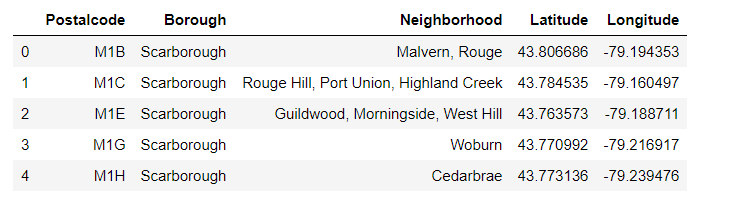 Postalcode Borough Neighborhood Latitude Longitude
0 M1B Scarborough Malvern, Rouge 43.806686 -79.194353
1 M1C Scarborough Rouge Hill, Port Union, Highland Creek 43.784535 -79.160497
2 M1E Scarborough Guildwood, Morningside, West Hill 43.763573 -79.188711
3 M1G Scarborough Woburn 43.770992 -79.216917
4 M1H Scarborough Cedarbrae 43.773136 -79.239476